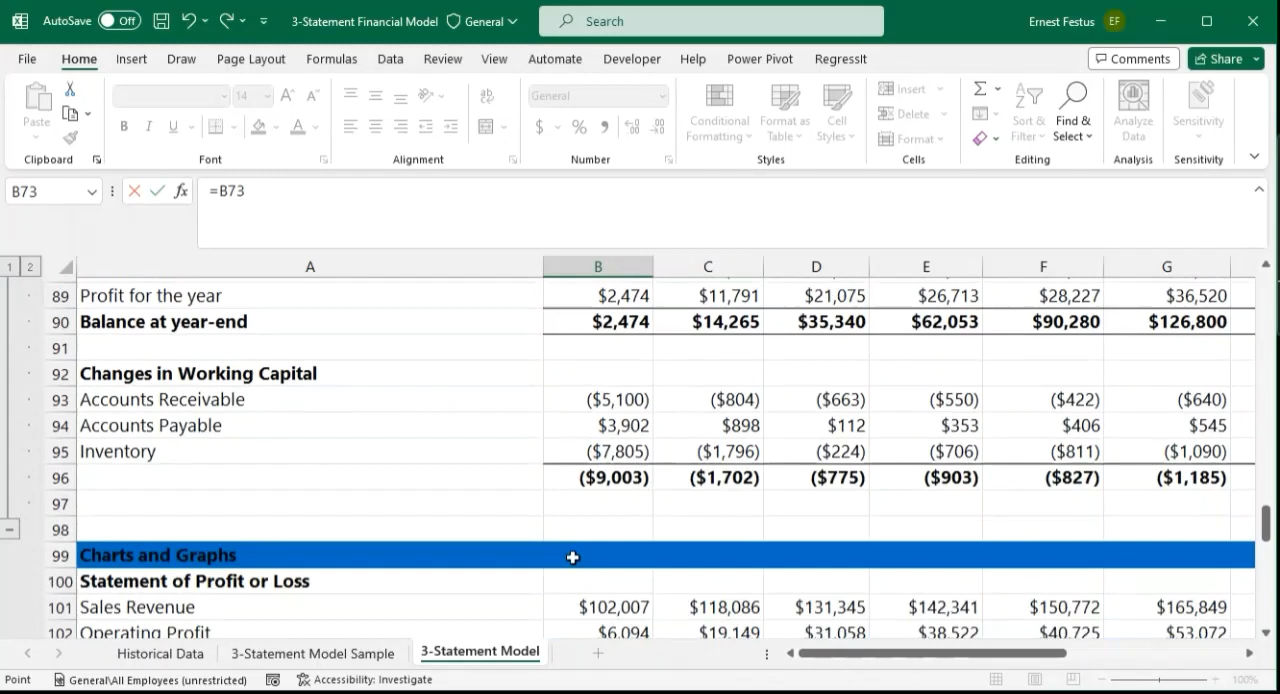 AutoSave Off 3-Statement Financial Model General Search Ernest Festus EF
File Home Insert Draw Page Layout Formulas Data Review View Automate Developer Help Power Pivot RegressIt Comments Share
Paste 14 A A ab General Conditional Formatting Format as Table Cell Styles Insert Delete Format Sort & Filter Find & Select Analyze Data Sensitivity
B I U A $ % 9
Clipboard Font Alignment Number Styles Cells Editing Analysis Sensitivity
B73 fx =B73
1 2 A B C D E F G
89 Profit for the year $2,474 $11,791 $21,075 $26,713 $28,227 $36,520
90 Balance at year-end $2,474 $14,265 $35,340 $62,053 $90,280 $126,800
91
92 Changes in Working Capital
93 Accounts Receivable ($5,100) ($804) ($663) ($550) ($422) ($640)
94 Accounts Payable $3,902 $898 $112 $353 $406 $545
95 Inventory ($7,805) ($1,796) ($224) ($706) ($811) ($1,090)
96 ($9,003) ($1,702) ($775) ($903) ($827) ($1,185)
97
98
99 Charts and Graphs
100 Statement of Profit or Loss
101 Sales Revenue $102,007 $118,086 $131,345 $142,341 $150,772 $165,849
102 Operating Profit $6,094 $19,149 $31,058 $38,522 $40,725 $53,072
Historical Data 3-Statement Model Sample 3-Statement Model
Point General\All Employees (unrestricted) Accessibility: Investigate 100%